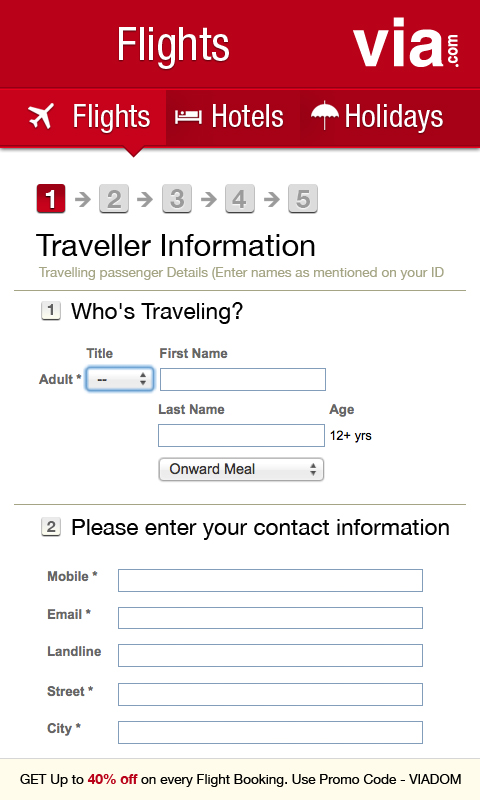 Flights via.com
Flights Hotels Holidays
1 2 3 4 5
Traveller Information
Travelling passenger Details (Enter names as mentioned on your ID
1 Who's Traveling?
Title First Name
Adult * --
Last Name Age
12+ yrs
Onward Meal
2 Please enter your contact information
Mobile *
Email *
Landline
Street *
City *
GET Up to 40% off on every Flight Booking. Use Promo Code - VIADOM